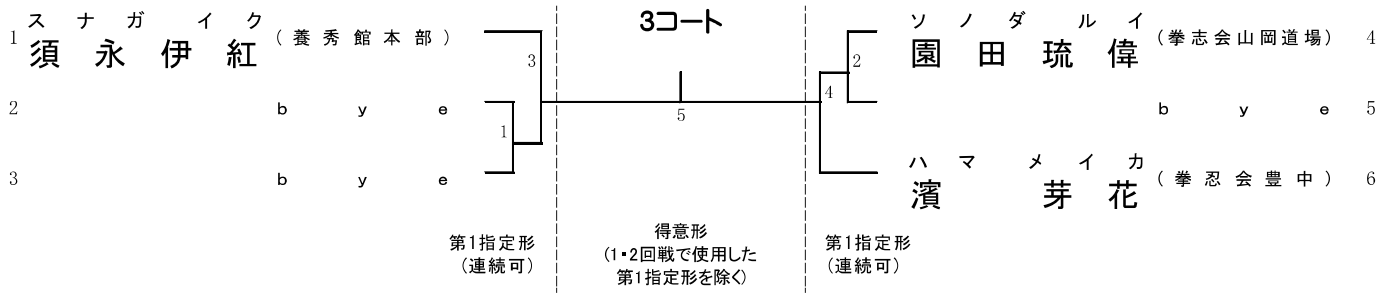 3コート
スナガ イク
1 須永伊紅 (養秀館本部)
2 bye
3 bye
3
1
5
ソノダ ルイ
園田琉偉 (拳志会山岡道場) 4
bye 5
ハマ メイカ
濱 芽花 (拳忍会豊中) 6
2
4
第1指定形
(連続可)
得意形
(1・2回戦で使用した
第1指定形を除く)
第1指定形
(連続可)